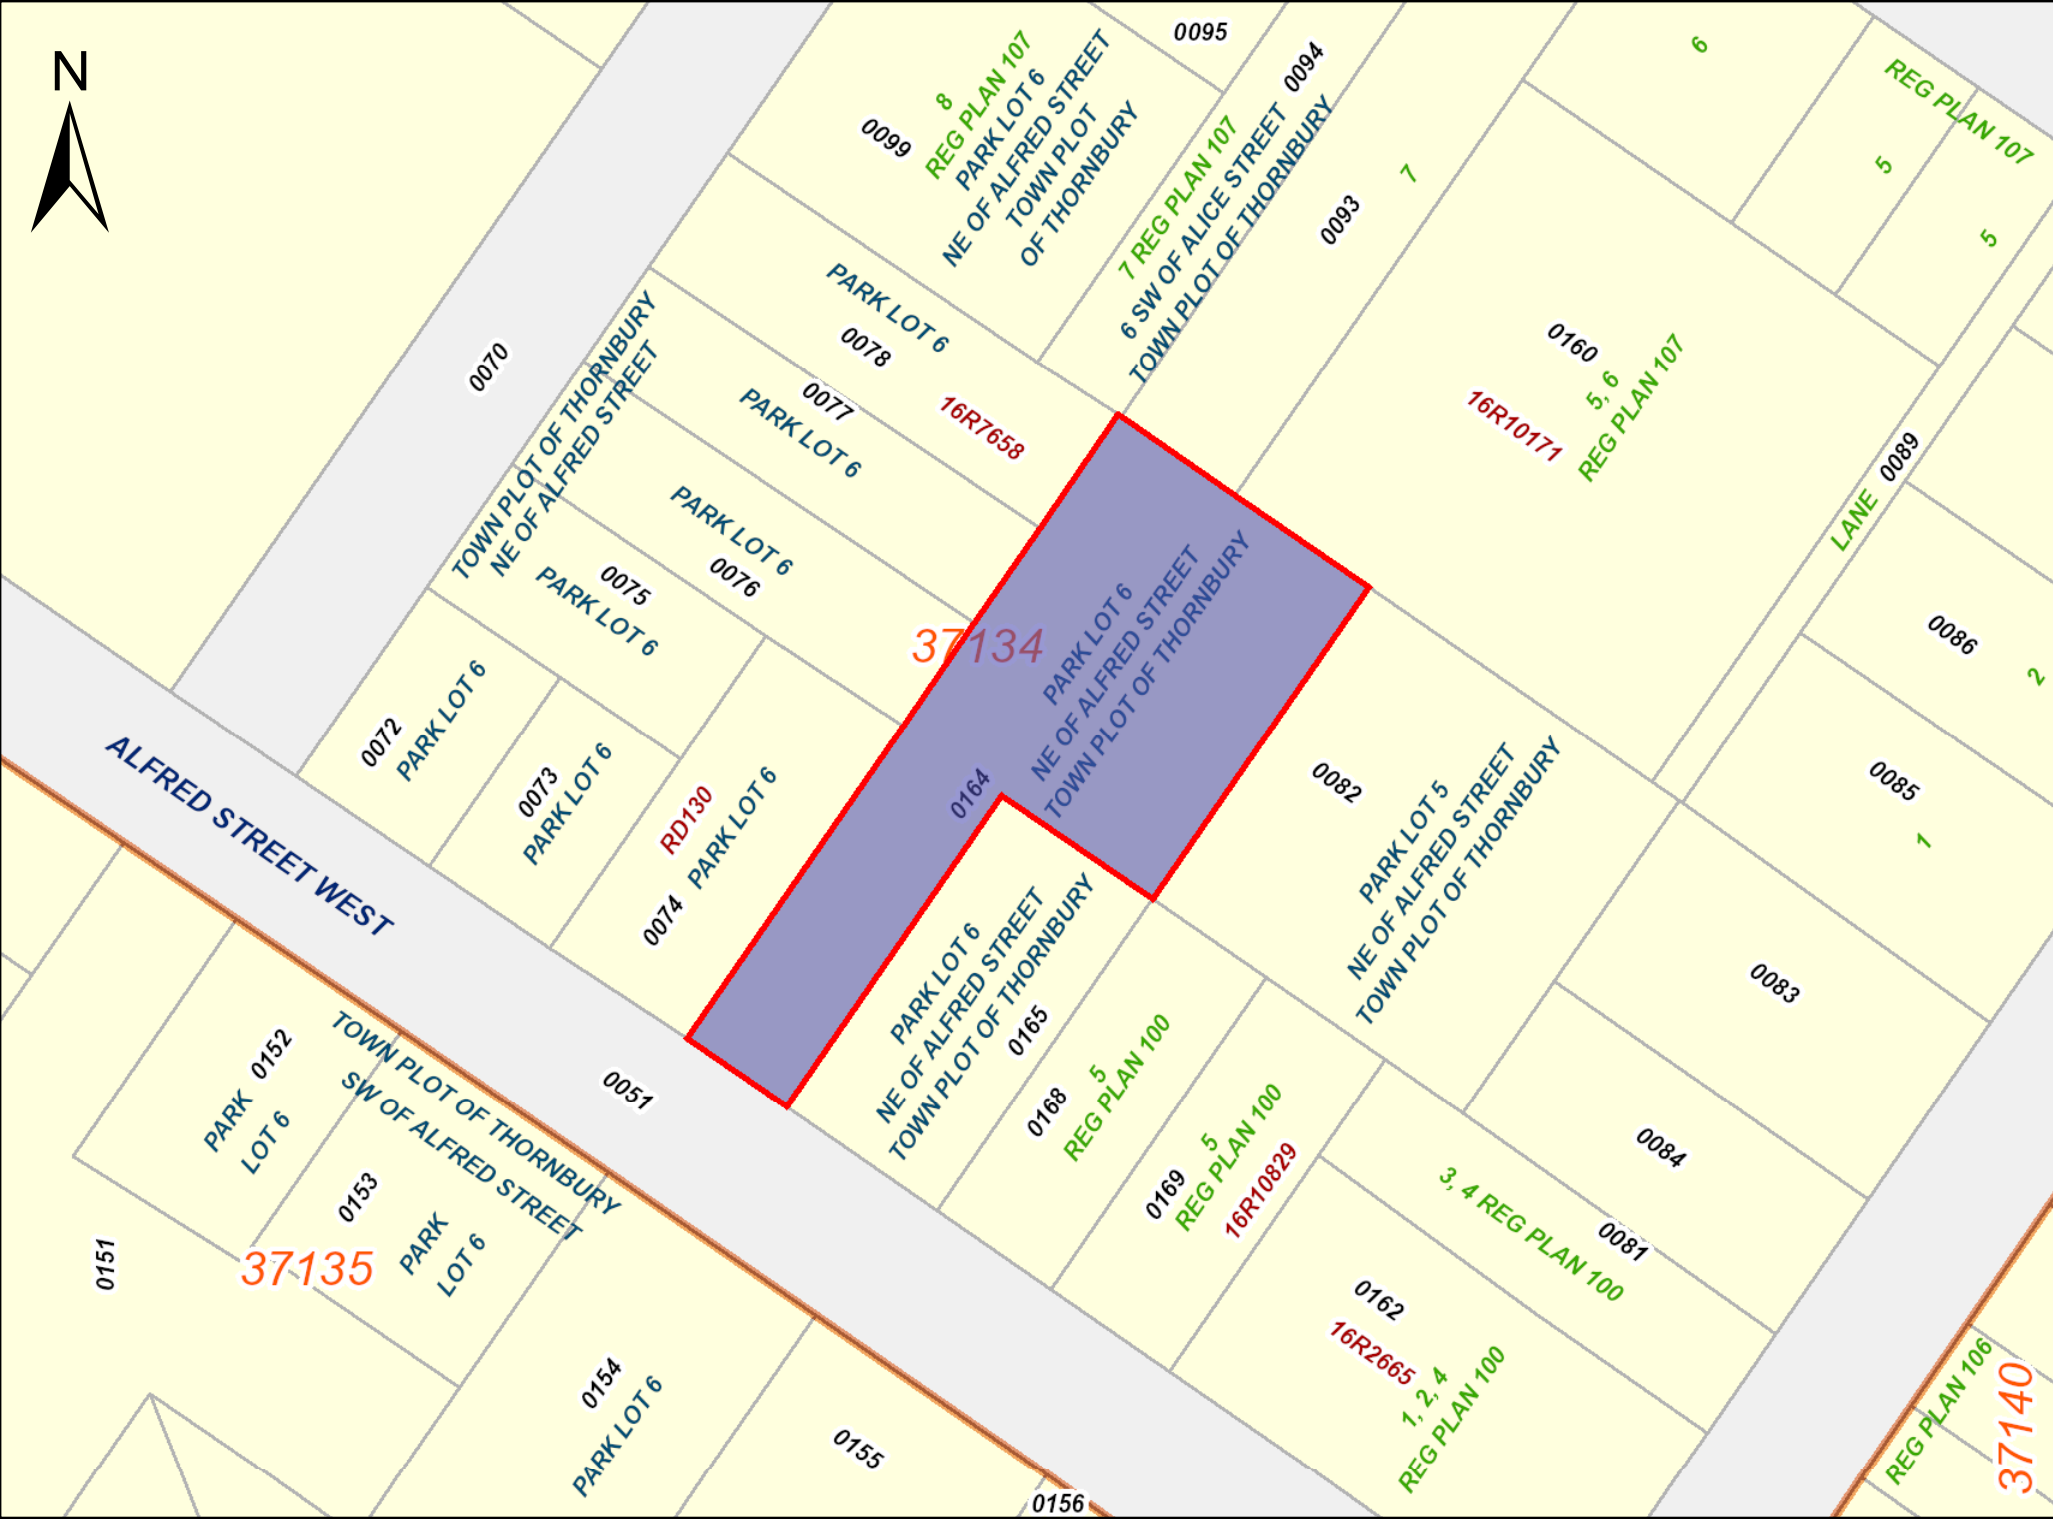 N
0095
0094
0099
8
REG PLAN 107
PARK LOT 6
NE OF ALFRED STREET
TOWN PLOT
OF THORNBURY
7 REG PLAN 107
6 SW OF ALICE STREET
TOWN PLOT OF THORNBURY
0093
7
6
REG PLAN 107
5
5
0070
PARK LOT 6
0078
TOWN PLOT OF THORNBURY
NE OF ALFRED STREET
0077
PARK LOT 6
16R7658
0160
5, 6
REG PLAN 107
16R10171
LANE
0089
PARK LOT 6
0076
0075
PARK LOT 6
37134
PARK LOT 6
NE OF ALFRED STREET
TOWN PLOT OF THORNBURY
0164
0086
2
0072
PARK LOT 6
0073
PARK LOT 6
RD130
PARK LOT 6
0074
ALFRED STREET WEST
0082
PARK LOT 5
NE OF ALFRED STREET
TOWN PLOT OF THORNBURY
0085
1
0083
PARK LOT 6
NE OF ALFRED STREET
TOWN PLOT OF THORNBURY
0165
0168
5
REG PLAN 100
0169
5
REG PLAN 100
16R10829
0051
TOWN PLOT OF THORNBURY
SW OF ALFRED STREET
0152
PARK
LOT 6
0153
PARK
LOT 6
0151
37135
0084
3, 4 REG PLAN 100
0081
0162
16R2665
1, 2, 4
REG PLAN 100
0154
PARK LOT 6
0155
0156
REG PLAN 106
37140